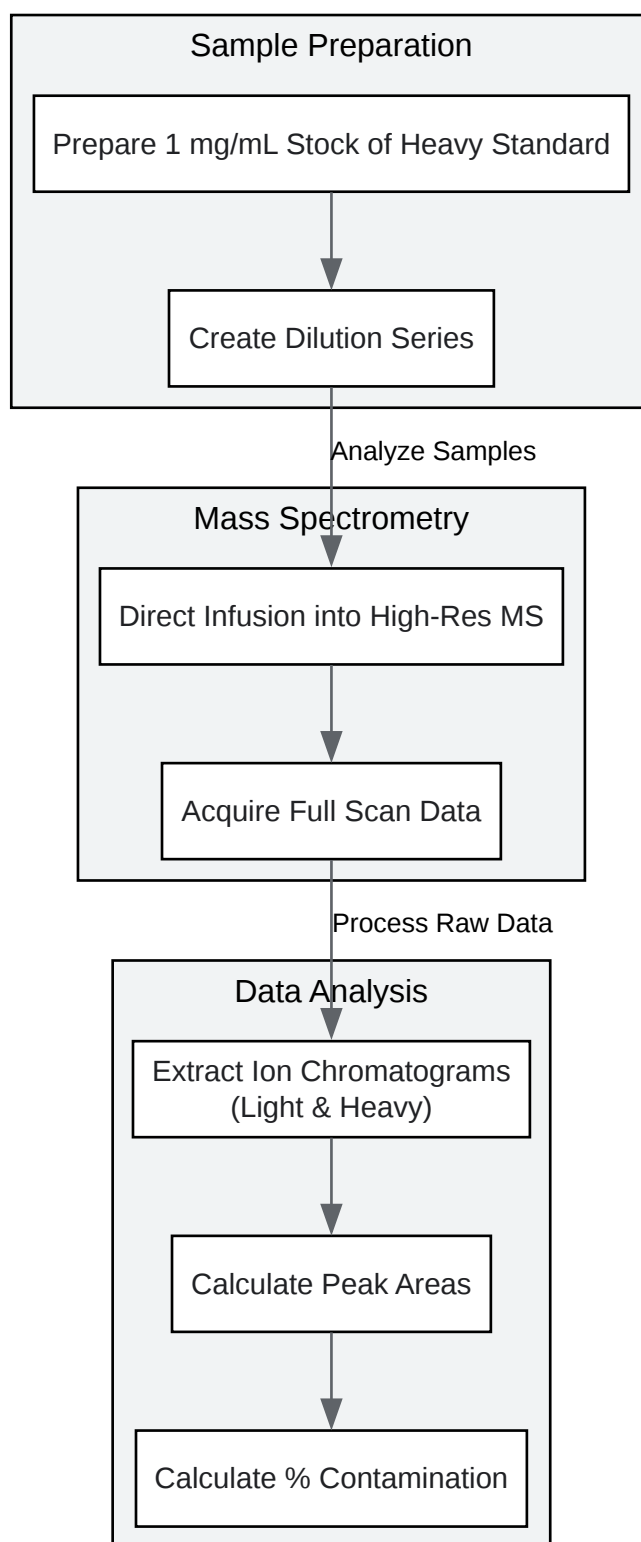 Sample Preparation
Prepare 1 mg/mL Stock of Heavy Standard
Create Dilution Series
Analyze Samples
Mass Spectrometry
Direct Infusion into High-Res MS
Acquire Full Scan Data
Process Raw Data
Data Analysis
Extract Ion Chromatograms
(Light & Heavy)
Calculate Peak Areas
Calculate % Contamination